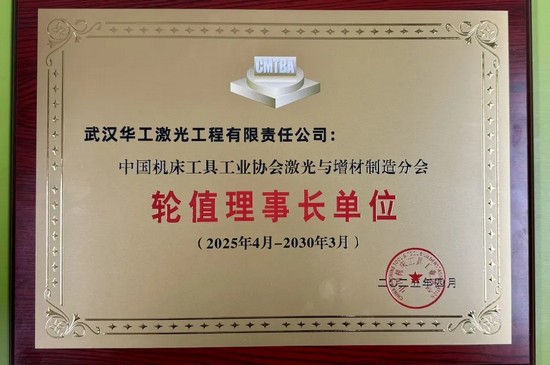 CMTBA
武汉华工激光工程有限责任公司：
中国机床工具工业协会激光与增材制造分会
轮值理事长单位
（2025年4月-2030年3月）
二〇二五年四月